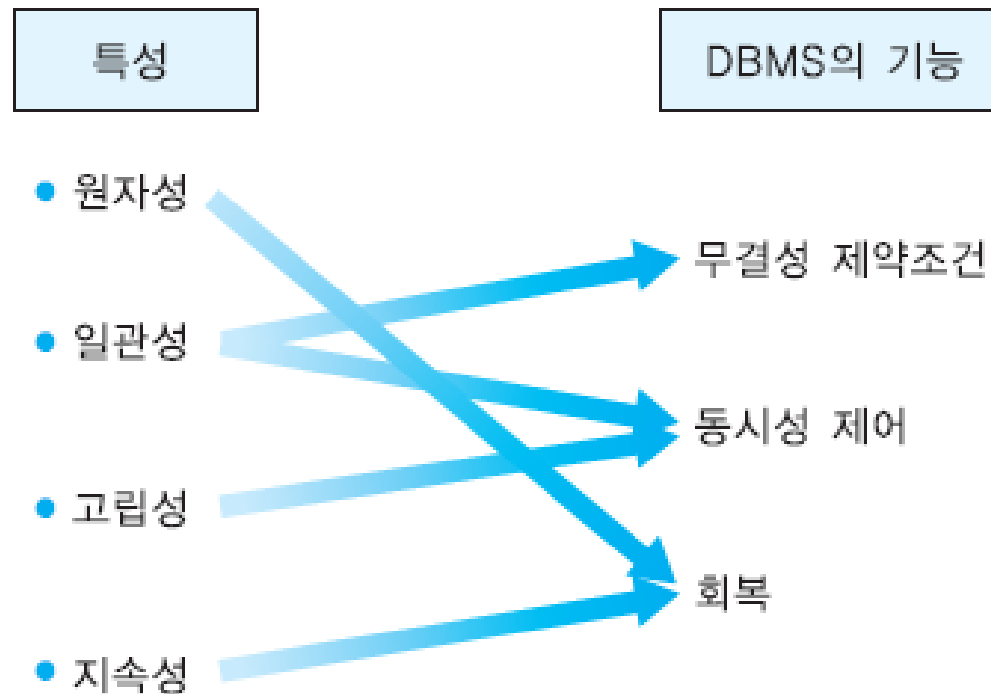 특성
DBMS의 기능
• 원자성
무결성 제약조건
• 일관성
동시성 제어
• 고립성
회복
• 지속성